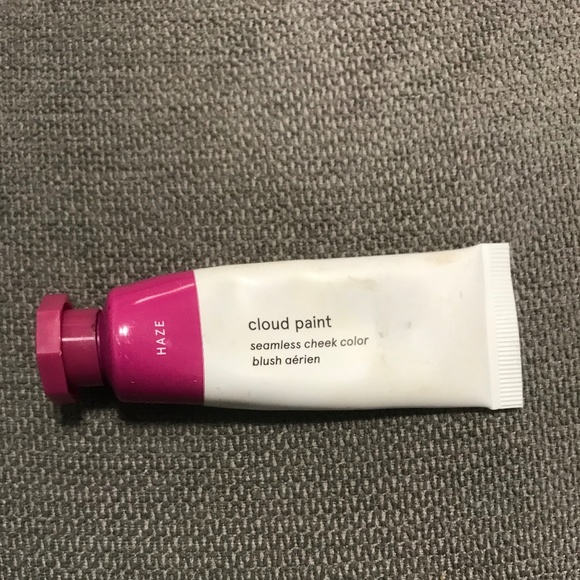 HAZE
cloud paint
seamless cheek color
blush aérien